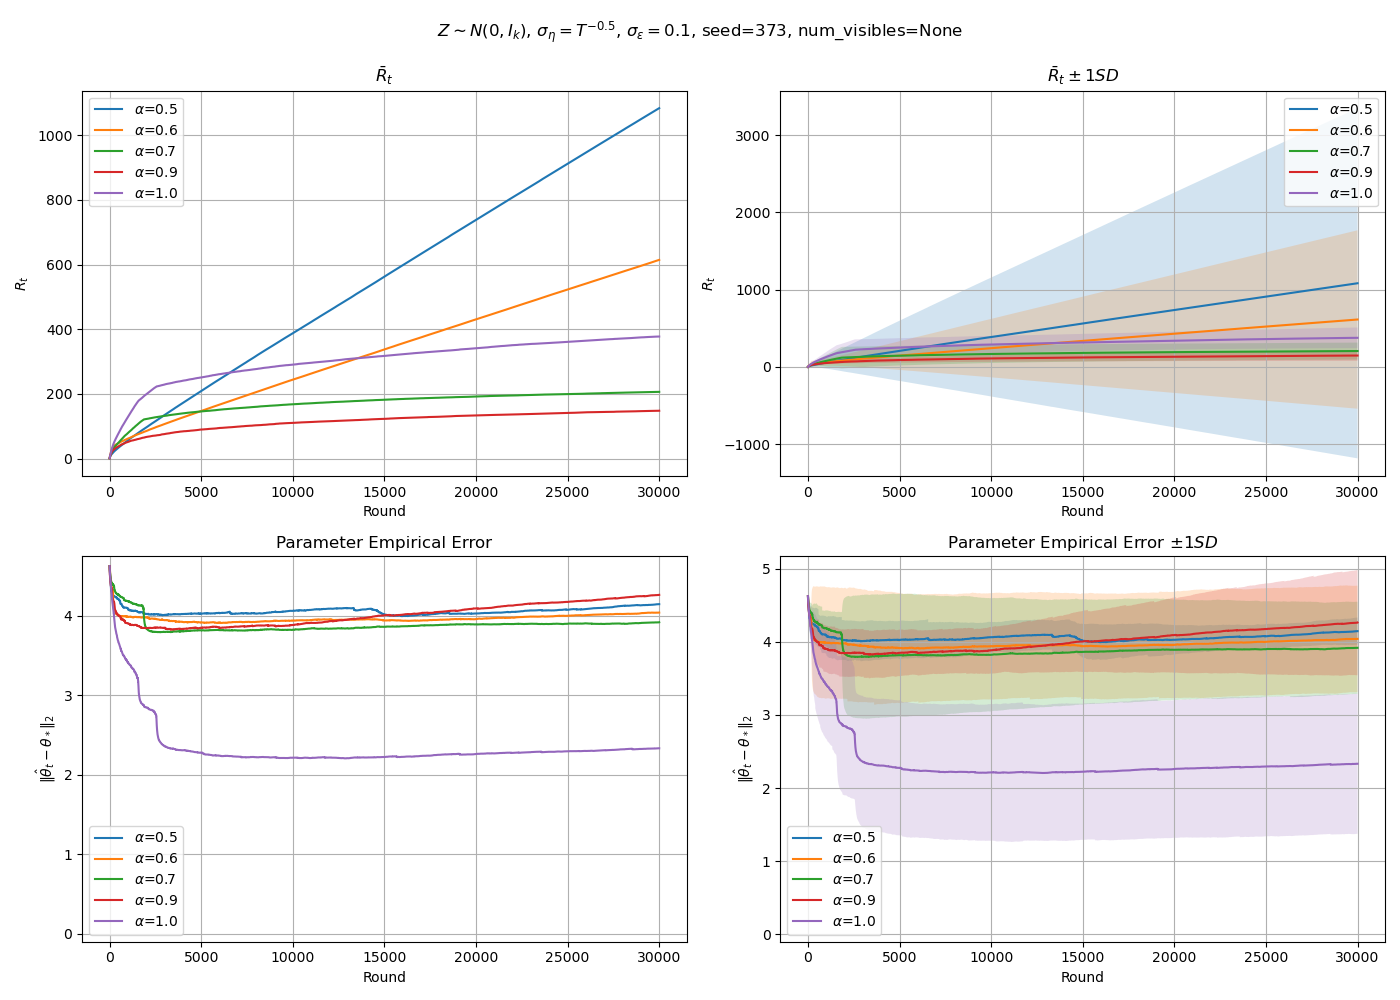 Z ∼ N(0, I_k), σ_η = T^{−0.5}, σ_ε = 0.1, seed=373, num_visibles=None
R̄_t
R_t
1000
800
600
400
200
0
0 5000 10000 15000 20000 25000 30000
Round
α=0.5
α=0.6
α=0.7
α=0.9
α=1.0
R̄_t ± 1SD
R_t
3000
2000
1000
0
−1000
0 5000 10000 15000 20000 25000 30000
Round
α=0.5
α=0.6
α=0.7
α=0.9
α=1.0
Parameter Empirical Error
‖θ̂_t − θ_*‖_2
4
3
2
1
0
0 5000 10000 15000 20000 25000 30000
Round
α=0.5
α=0.6
α=0.7
α=0.9
α=1.0
Parameter Empirical Error ±1SD
‖θ̂_t − θ_*‖_2
5
4
3
2
1
0
0 5000 10000 15000 20000 25000 30000
Round
α=0.5
α=0.6
α=0.7
α=0.9
α=1.0